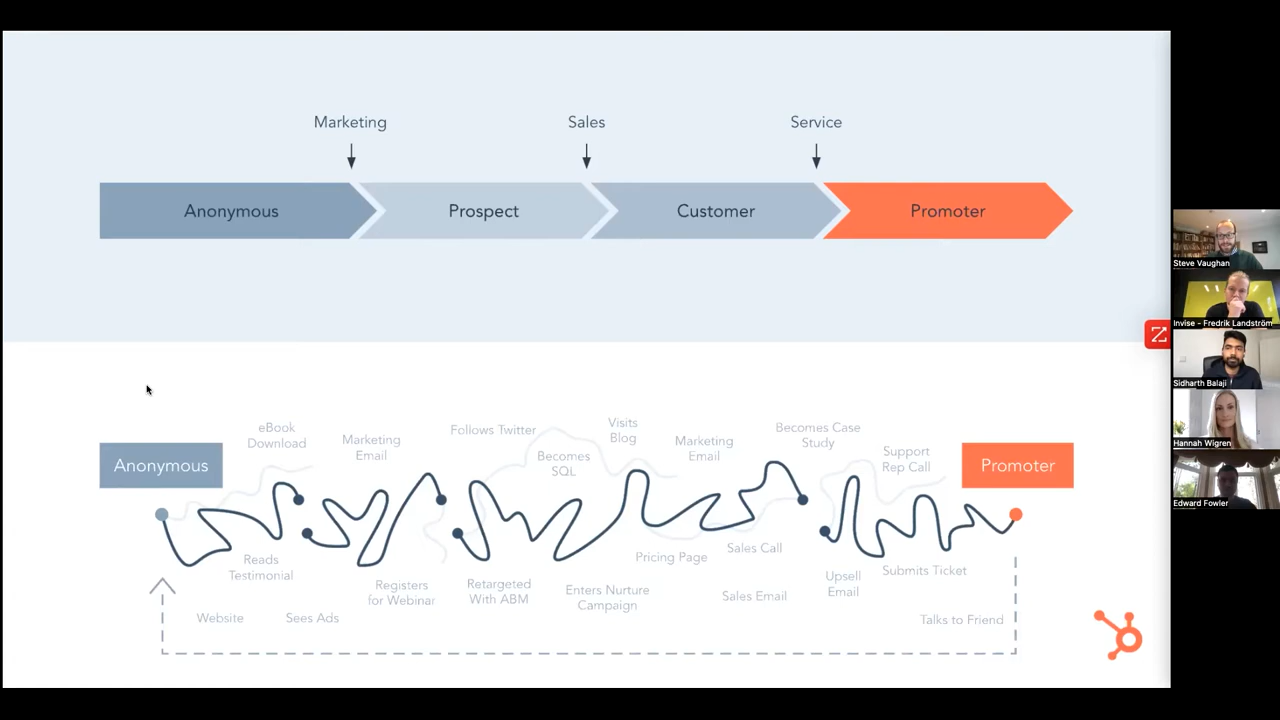 Marketing
Sales
Service
Anonymous
Prospect
Customer
Promoter
Anonymous
eBook
Download
Marketing
Email
Follows Twitter
Becomes
SQL
Visits
Blog
Marketing
Email
Becomes Case
Study
Support
Rep Call
Promoter
Reads
Testimonial
Website
Sees Ads
Registers
for Webinar
Retargeted
With ABM
Enters Nurture
Campaign
Pricing Page
Sales Call
Sales Email
Upsell
Email
Submits Ticket
Talks to Friend
Steve Vaughan
Invise - Fredrik Landström
Sidharth Balaji
Hannah Wigren
Edward Fowler